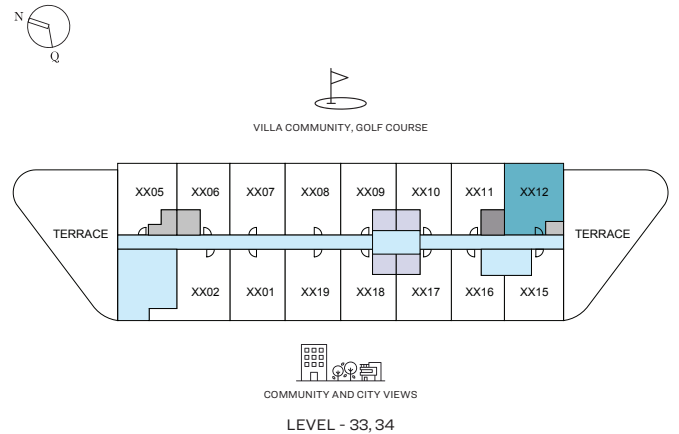 N
Q
VILLA COMMUNITY, GOLF COURSE
XX05 XX06 XX07 XX08 XX09 XX10 XX11 XX12
TERRACE TERRACE
XX02 XX01 XX19 XX18 XX17 XX16 XX15
COMMUNITY AND CITY VIEWS
LEVEL - 33, 34